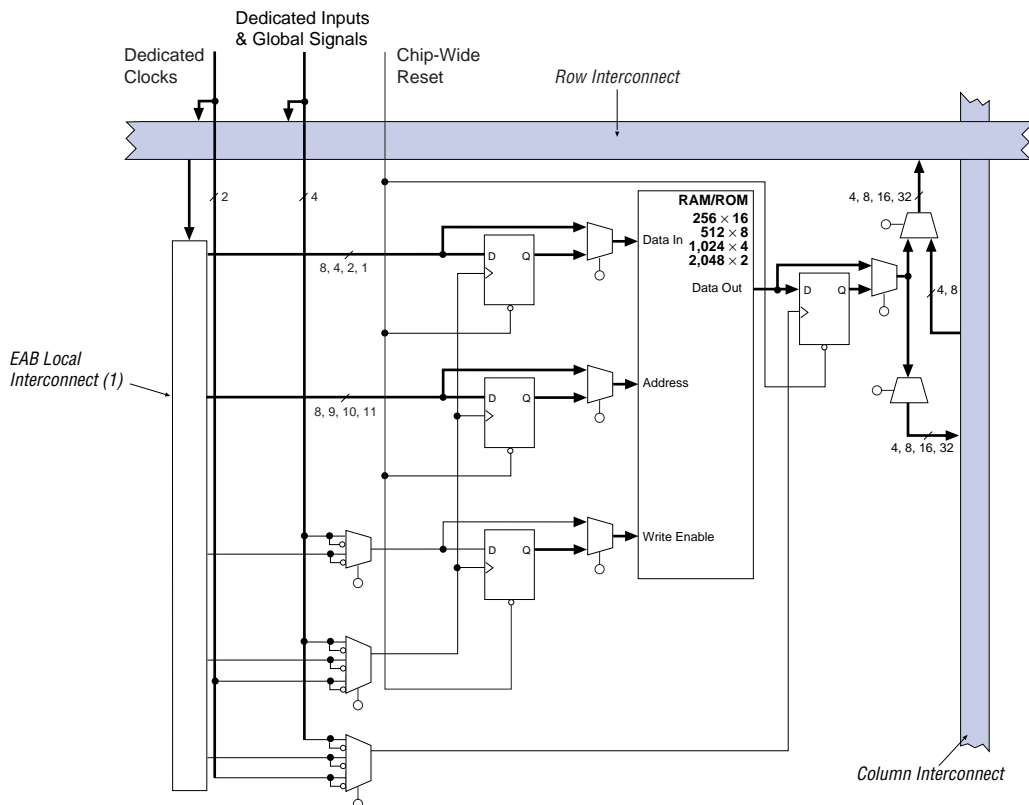 Dedicated Inputs
& Global Signals
Dedicated
Clocks
Chip-Wide
Reset
Row Interconnect
2
4
4, 8, 16, 32
RAM/ROM
256 × 16
512 × 8
1,024 × 4
2,048 × 2
Data In
D Q
8, 4, 2, 1
Data Out
D Q
4, 8
EAB Local
Interconnect (1)
Address
D Q
8, 9, 10, 11
4, 8, 16, 32
Write Enable
D Q
Column Interconnect